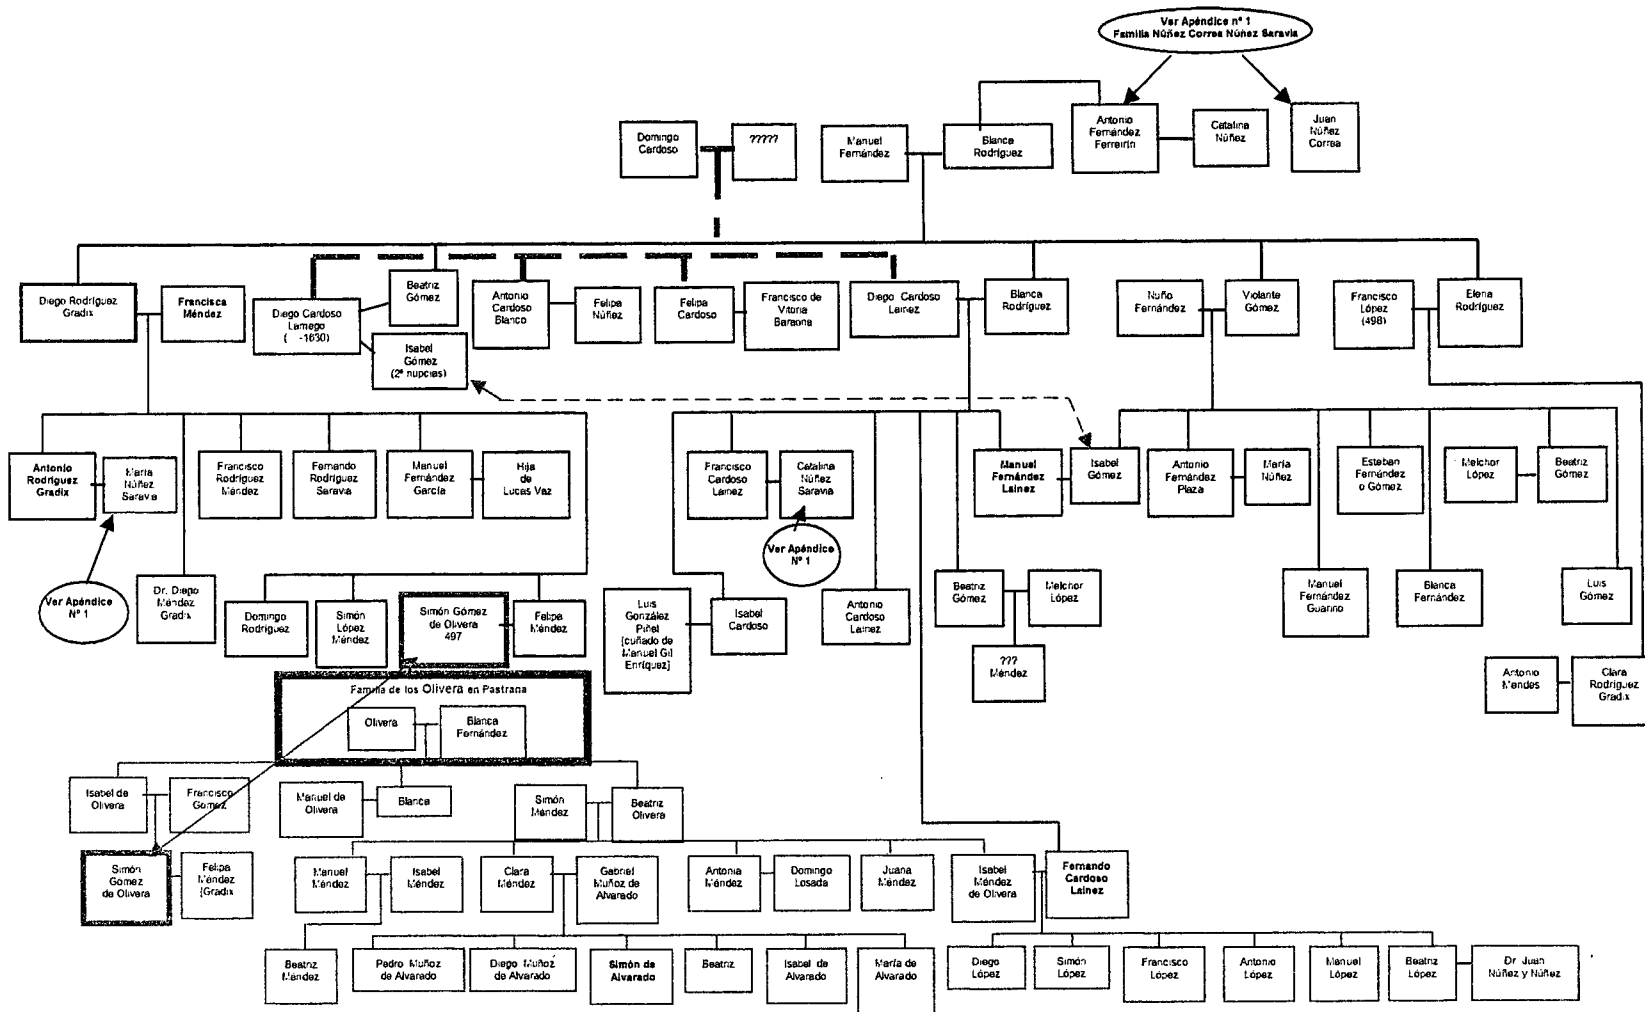 Ver Apéndice nº 1
Familia Núñez Correa Núñez Saravia
Domingo
Cardoso
?????
Manuel
Fernández
Blanca
Rodríguez
Antonio
Fernández
Ferreirín
Catalina
Núñez
Juan
Núñez
Correa
Diego Rodríguez
Gradix
Francisca
Méndez
Diego Cardoso
Lamego
( -1630)
Beatriz
Gómez
Isabel
Gómez
(2ª nupcias)
Antonio
Cardoso
Blanco
Felipa
Núñez
Felipa
Cardoso
Francisco de
Vitoria
Baraona
Diego Cardoso
Lainez
Blanca
Rodríguez
Nuño
Fernández
Violante
Gómez
Francisco
López
(498)
Elena
Rodríguez
Antonio
Rodríguez
Gradix
María
Núñez
Saravia
Francisco
Rodríguez
Méndez
Fernando
Rodríguez
Saravia
Manuel
Fernández
García
Hija
de
Lucas Vaz
Francisco
Cardoso
Lainez
Catalina
Núñez
Saravia
Manuel
Fernández
Lainez
Isabel
Gómez
Antonio
Fernández
Plaza
María
Núñez
Esteban
Fernández
o Gómez
Melchor
López
Beatriz
Gómez
Ver Apéndice
Nº 1
Dr. Diego
Méndez
Gradix
Domingo
Rodríguez
Simón
López
Méndez
Simón Gómez
de Olivera
497
Felipa
Méndez
Luis
González
Piñel
[cuñado de
Manuel Gil
Enríquez]
Isabel
Cardoso
Ver Apéndice
Nº 1
Antonio
Cardoso
Lainez
Beatriz
Gómez
Melchor
López
???
Méndez
Manuel
Fernández
Guarino
Blanca
Fernández
Luis
Gómez
Antonio
Mendes
Clara
Rodríguez
Gradix
Familia de los Olivera en Pastrana
Olivera
Blanca
Fernández
Isabel de
Olivera
Francisco
Gómez
Manuel de
Olivera
Blanca
Simón
Méndez
Beatriz
Olivera
Simón
Gómez
de Olivera
Felipa
Méndez
[Gradix
Manuel
Méndez
Isabel
Méndez
Clara
Méndez
Gabriel
Muñoz de
Alvarado
Antonia
Méndez
Domingo
Losada
Juana
Méndez
Isabel
Méndez
de Olivera
Fernando
Cardoso
Lainez
Beatriz
Méndez
Pedro Muñoz
de Alvarado
Diego Muñoz
de Alvarado
Simón de
Alvarado
Beatriz
Isabel de
Alvarado
María de
Alvarado
Diego
López
Simón
López
Francisco
López
Antonio
López
Manuel
López
Beatriz
López
Dr. Juan
Núñez y Núñez